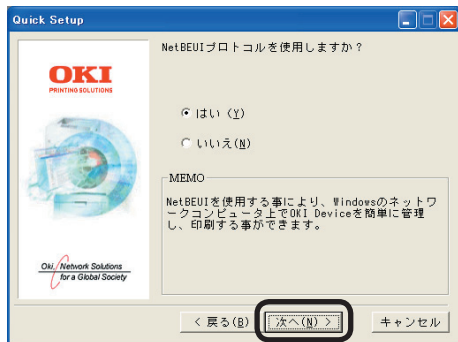 Quick Setup
NetBEUIプロトコルを使用しますか？
OKI
PRINTING SOLUTIONS
はい (Y)
いいえ(N)
MEMO
NetBEUIを使用する事により、Windowsのネットワ
ークコンピュータ上でOKI Deviceを簡単に管理
し、印刷する事ができます。
Oki, Network Solutions
for a Global Society
< 戻る(B)
次へ(N) >
キャンセル